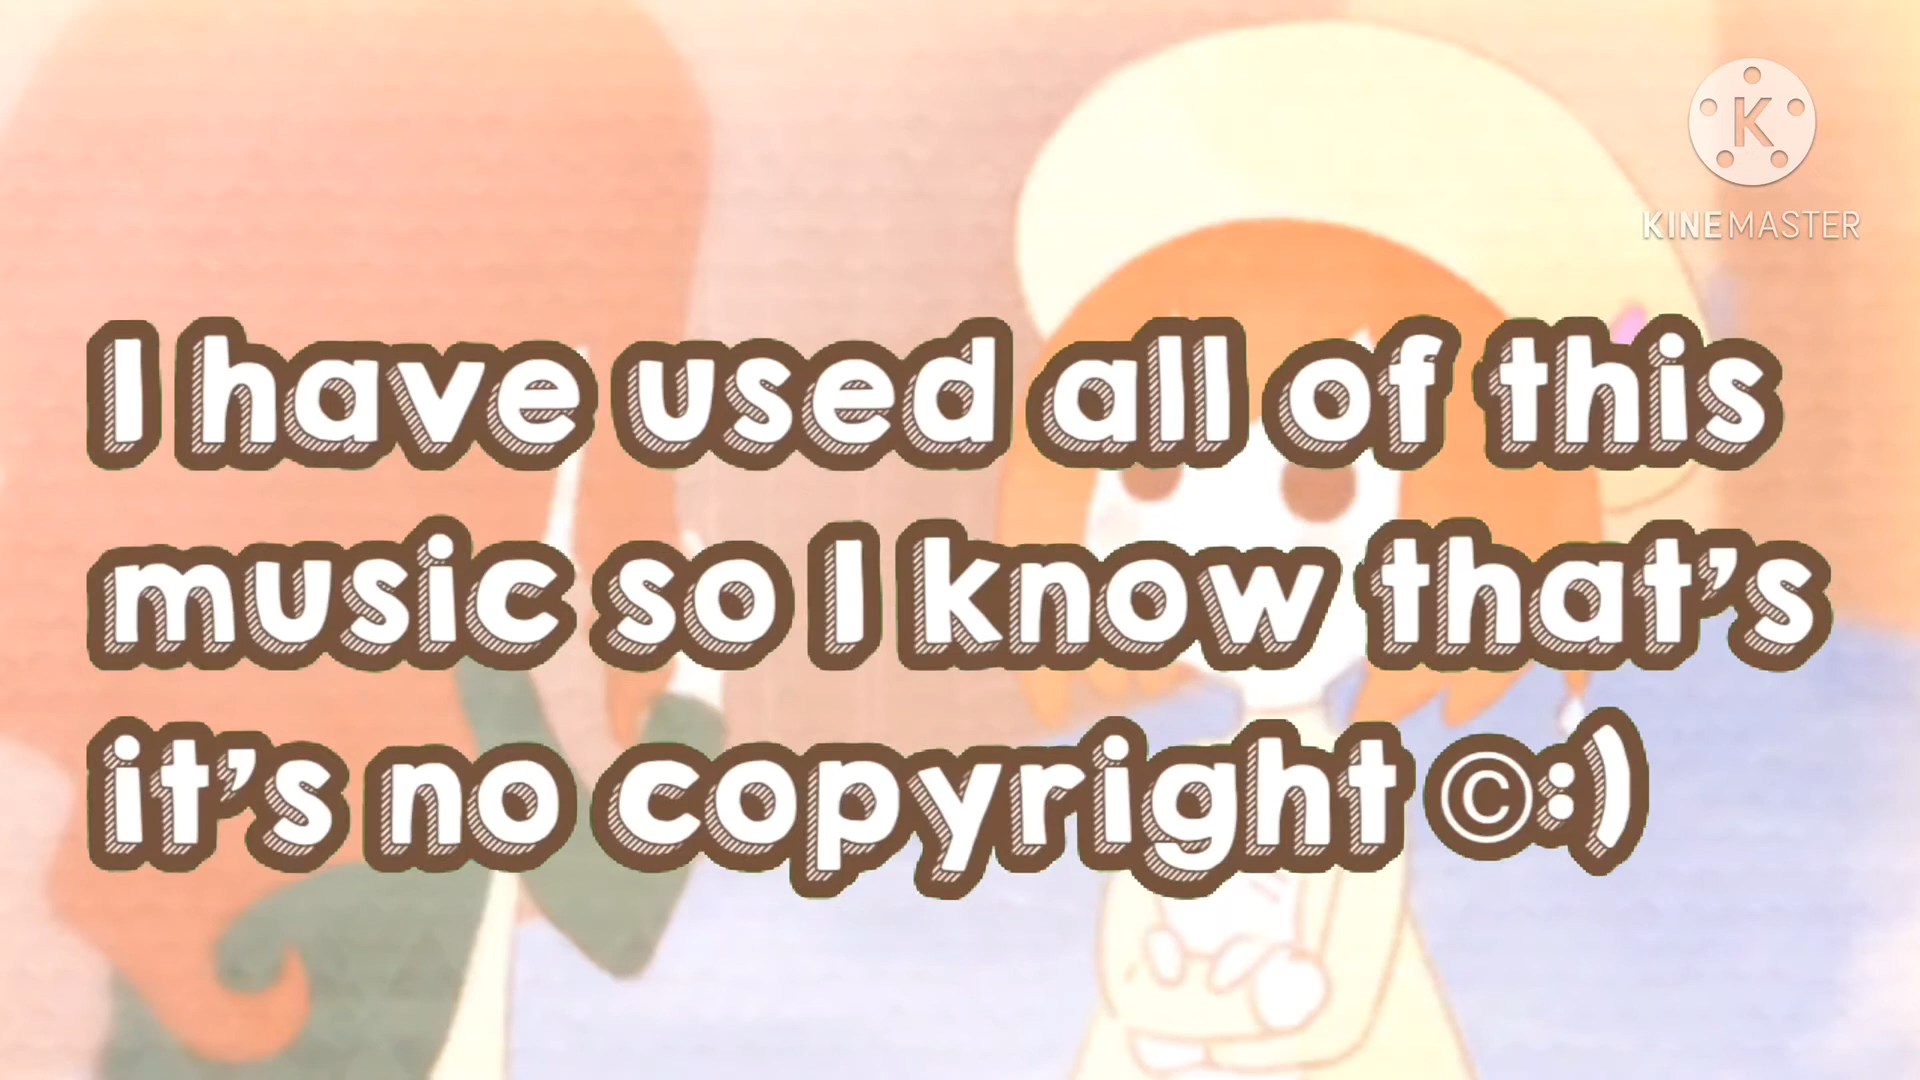 K
KINEMASTER
I have used all of this
music so I know that's
it's no copyright ©:)